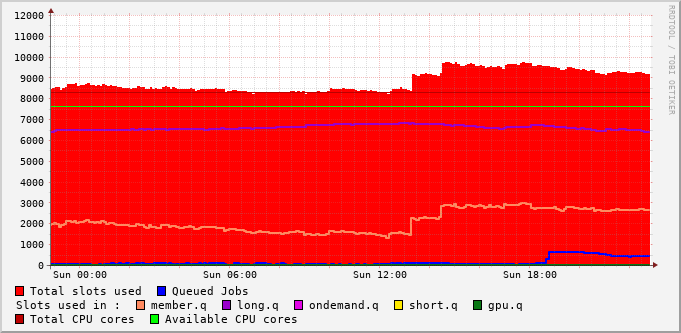 12000
11000
10000
9000
8000
7000
6000
5000
4000
3000
2000
1000
0
Sun 00:00 Sun 06:00 Sun 12:00 Sun 18:00
RRDTOOL / TOBI OETIKER
Total slots used Queued Jobs
Slots used in : member.q long.q ondemand.q short.q gpu.q
Total CPU cores Available CPU cores